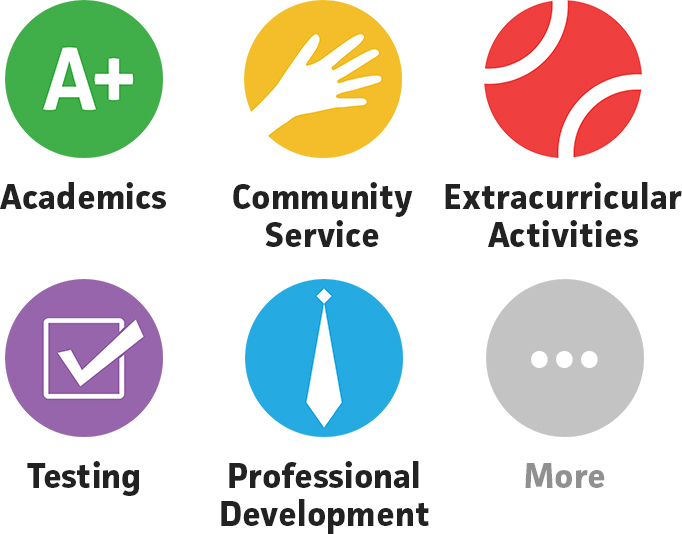 A+
Academics
Community
Service
Extracurricular
Activities
Testing
Professional
Development
More